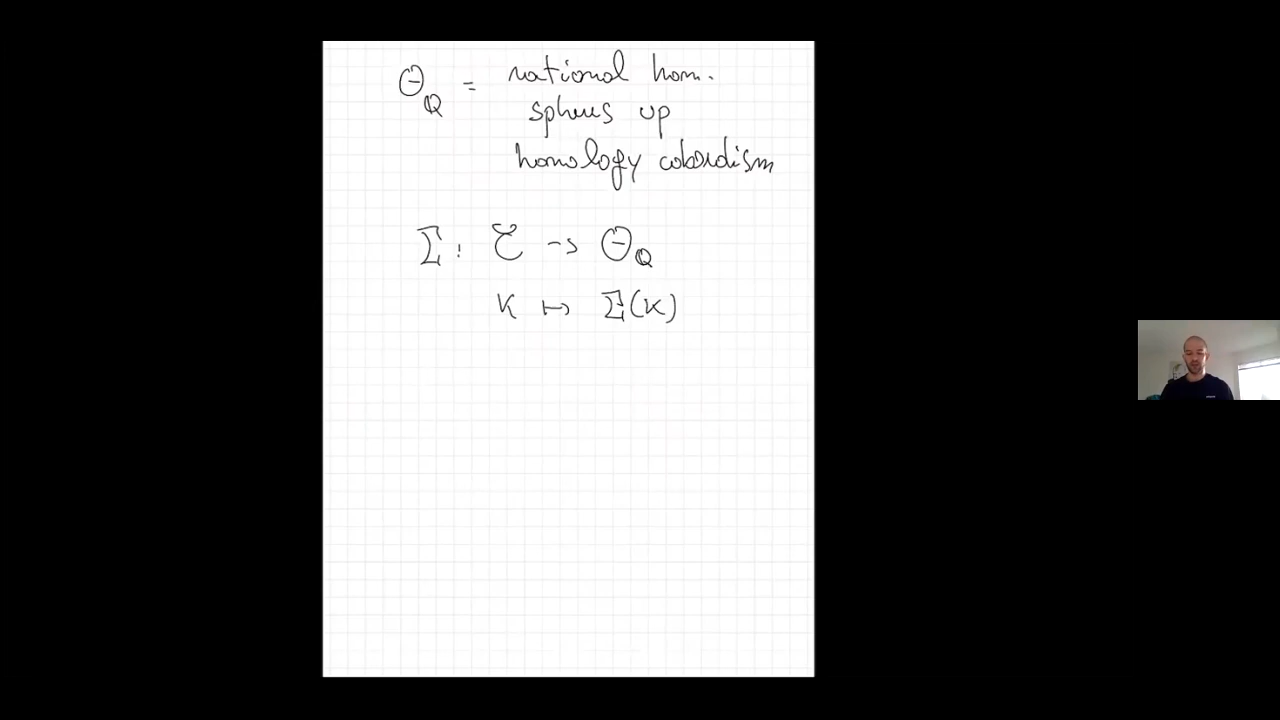 Θ_ℚ = rational hom.
spheres up
homology cobordism
Σ : 𝒞 → Θ_ℚ
K ↦ Σ(K)